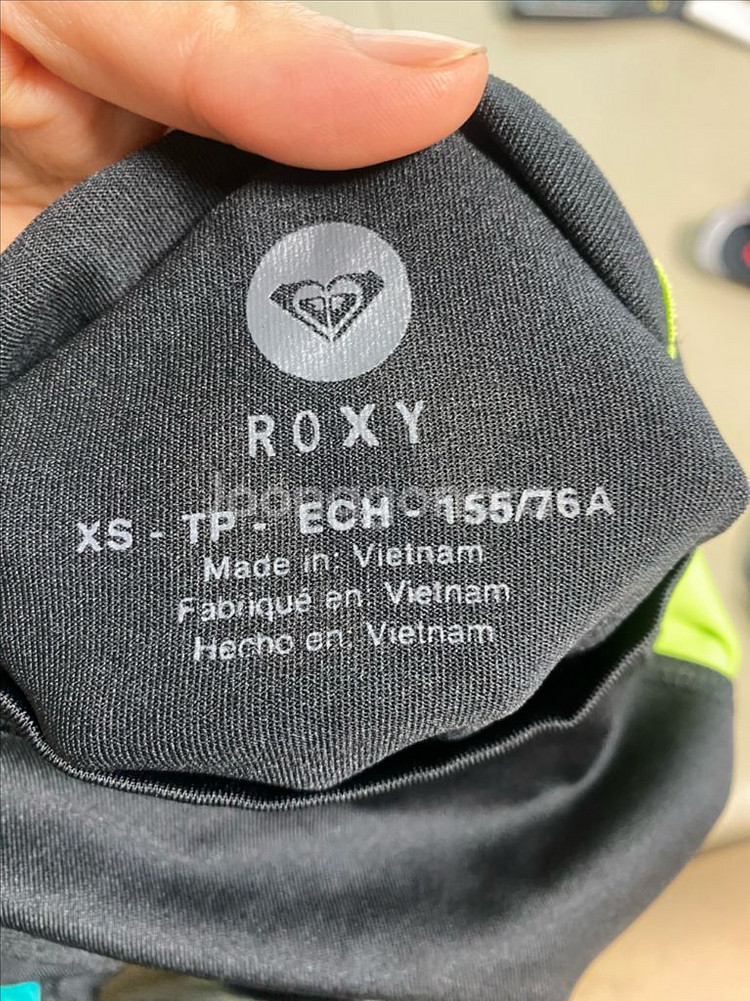 ROXY
XS - TP - ECH - 155/76A
Made in: Vietnam
Fabriqué en: Vietnam
Hecho en: Vietnam